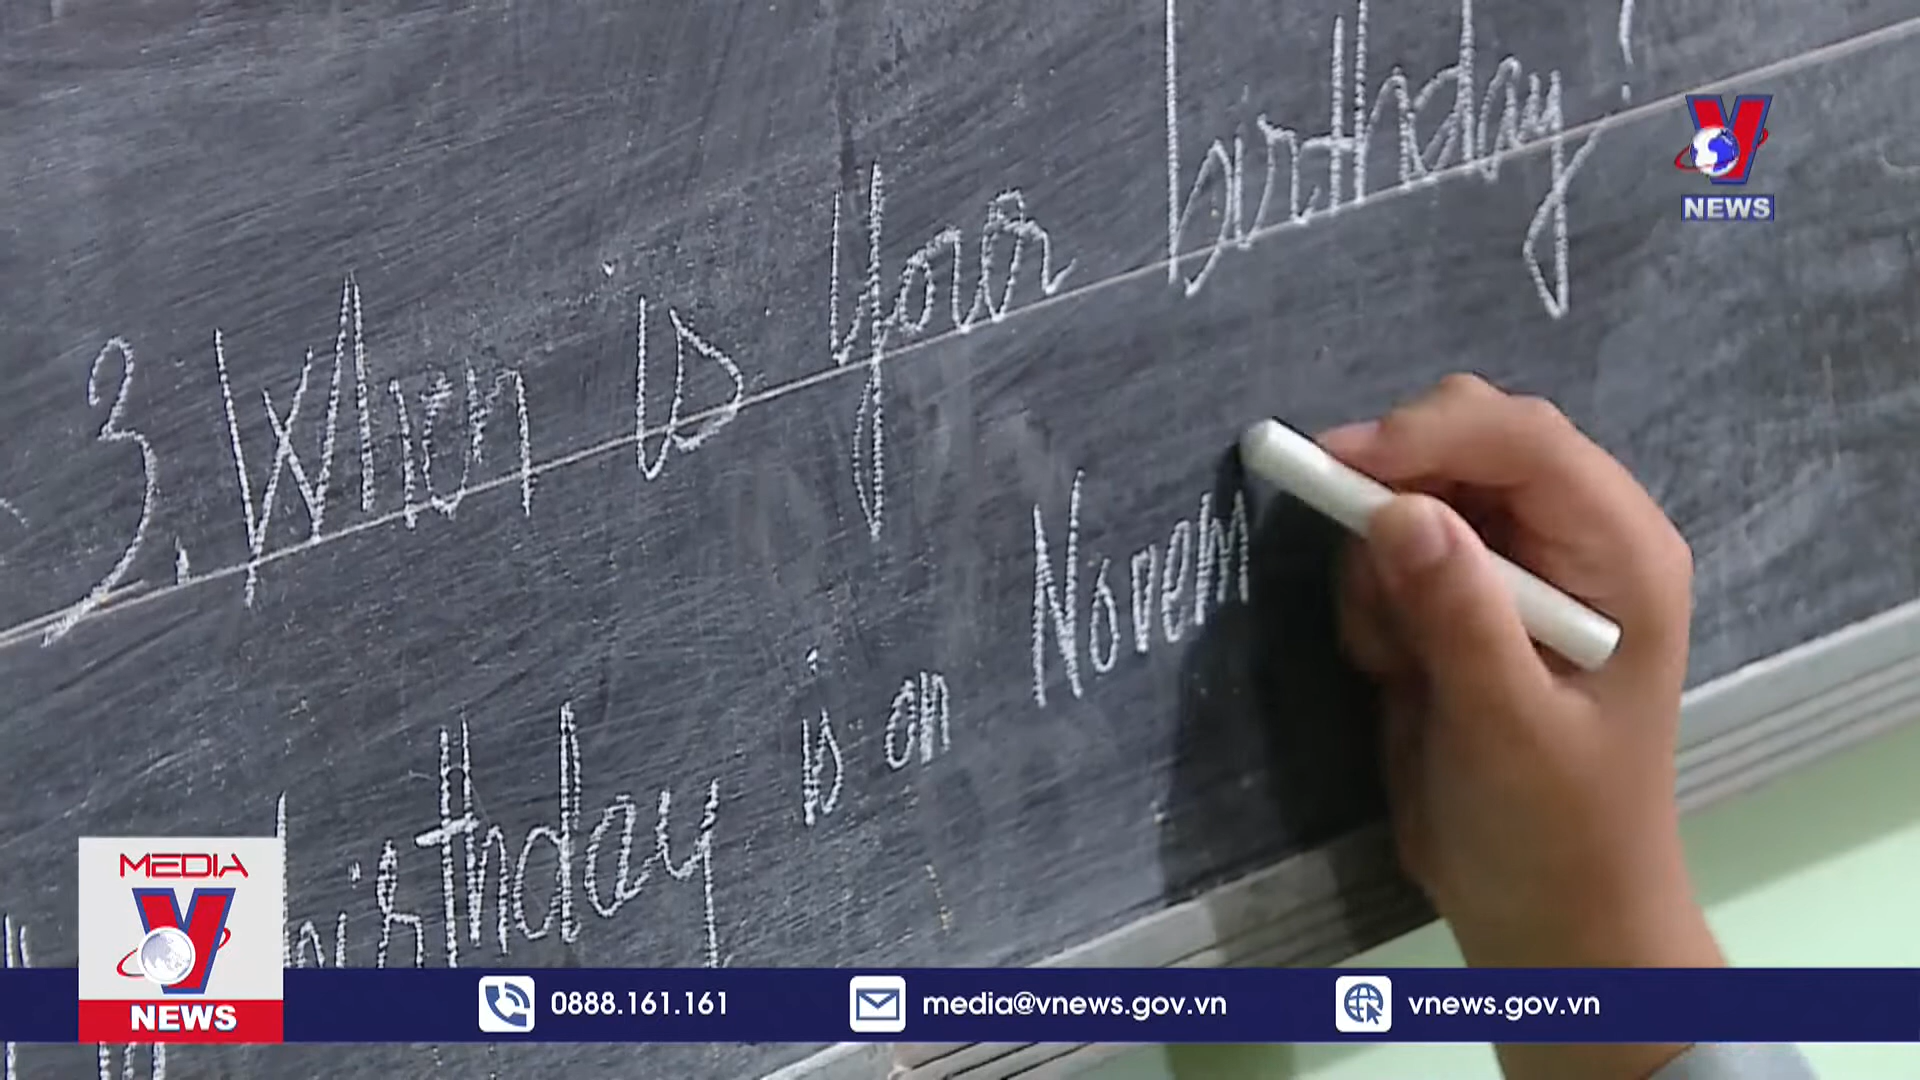 3. When is your birthday?
birthday is on Novem
NEWS
MEDIA
NEWS
0888.161.161
media@vnews.gov.vn
vnews.gov.vn